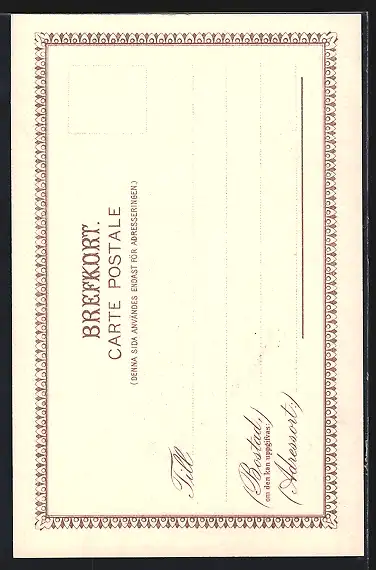 BREFKORT.
CARTE POSTALE
(DENNA SIDA ANVÄNDES ENDAST FÖR ADRESSERINGEN.)
Till
(Bostad)
om den kan uppgifvas.
(Adressort)